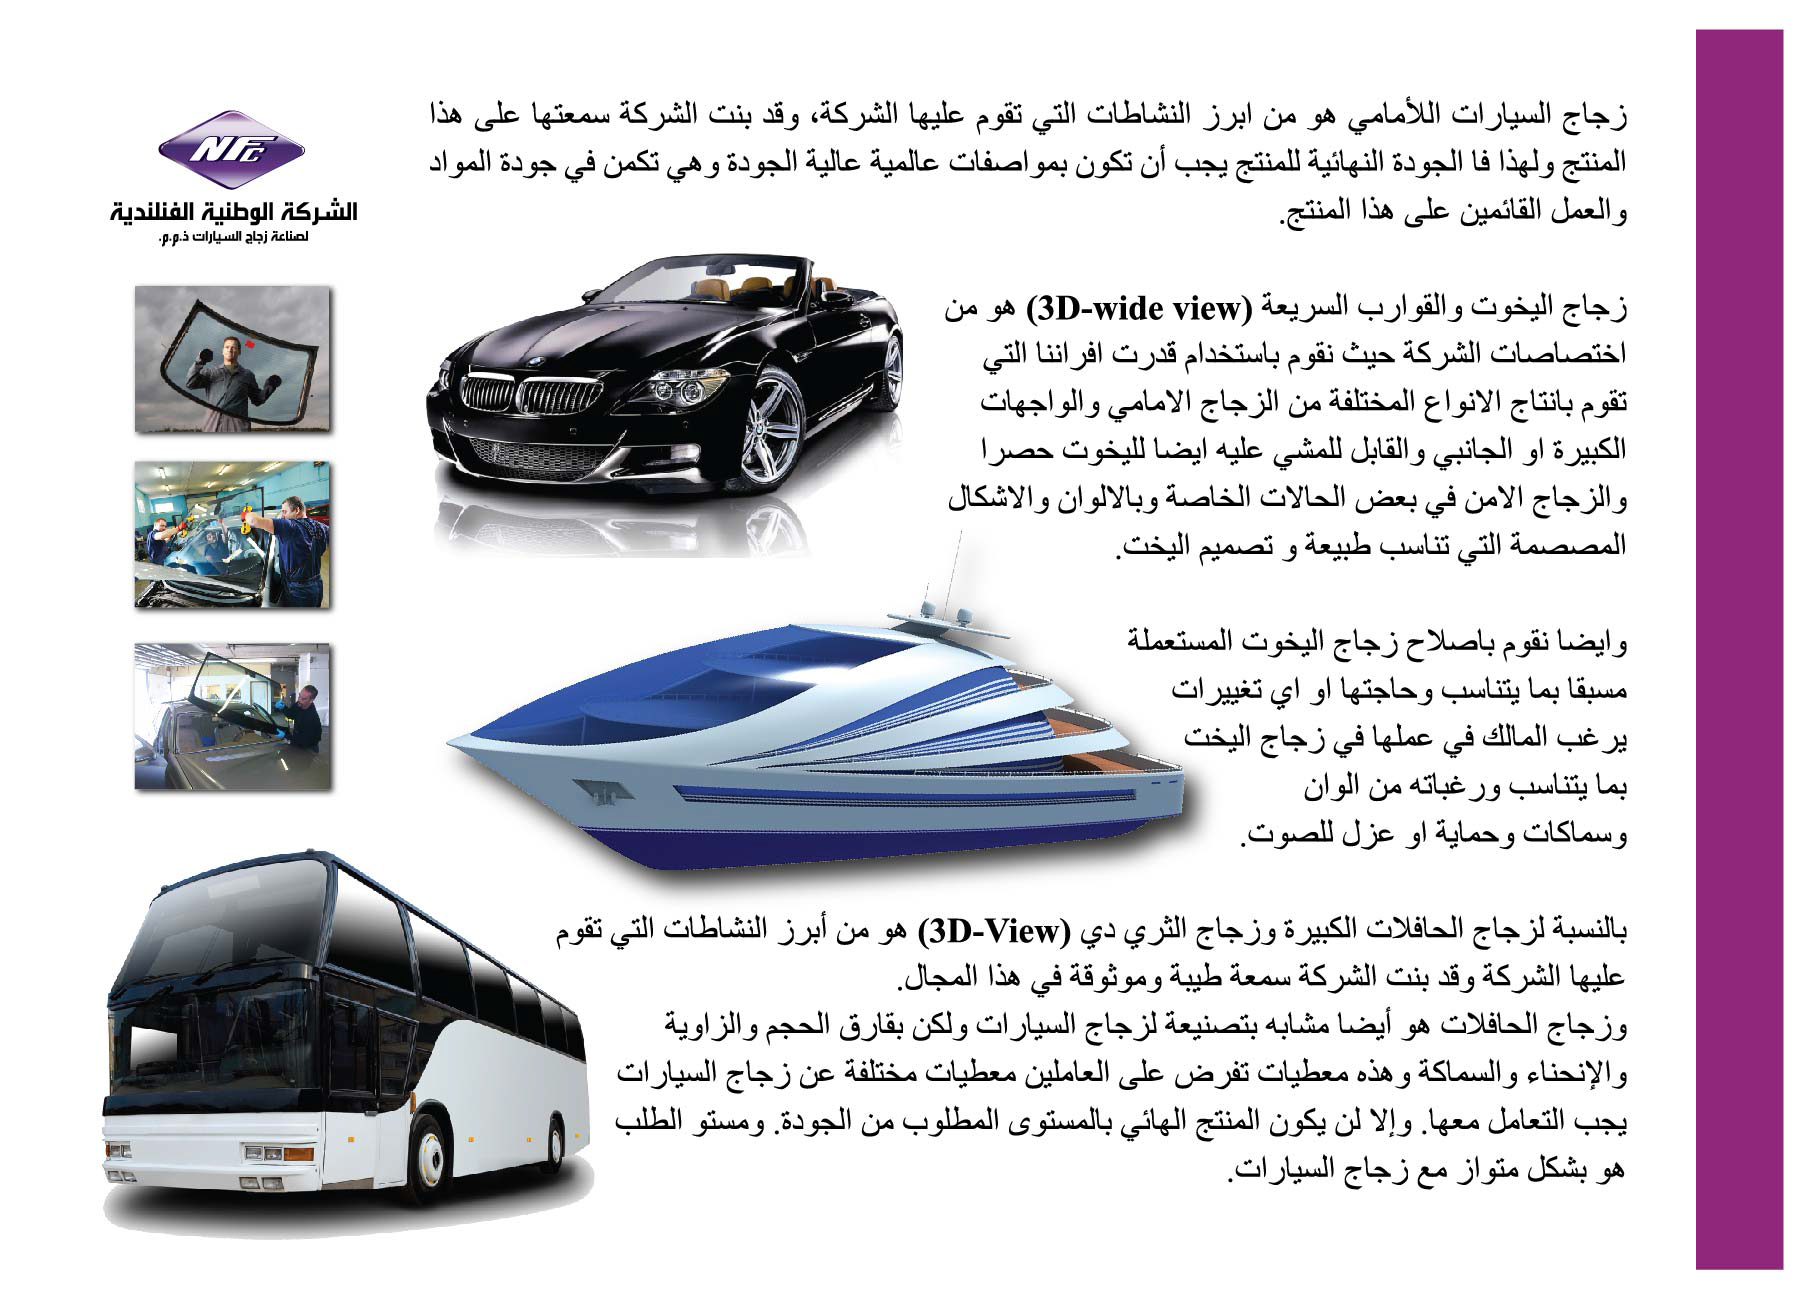 NFC
الشركة الوطنية الفنلندية
لصناعة زجاج السيارات ذ.م.م.
زجاج السيارات اللأمامي هو من ابرز النشاطات التي تقوم عليها الشركة، وقد بنت الشركة سمعتها على هذا
المنتج ولهذا فا الجودة النهائية للمنتج يجب أن تكون بمواصفات عالمية عالية الجودة وهي تكمن في جودة المواد
والعمل القائمين على هذا المنتج.
زجاج اليخوت والقوارب السريعة (3D-wide view) هو من
اختصاصات الشركة حيث نقوم باستخدام قدرت افراننا التي
تقوم بانتاج الانواع المختلفة من الزجاج الامامي والواجهات
الكبيرة او الجانبي والقابل للمشي عليه ايضا لليخوت حصرا
والزجاج الامن في بعض الحالات الخاصة وبالالوان والاشكال
المصصمة التي تناسب طبيعة و تصميم اليخت.
وايضا نقوم باصلاح زجاج اليخوت المستعملة
مسبقا بما يتناسب وحاجتها او اي تغييرات
يرغب المالك في عملها في زجاج اليخت
بما يتناسب ورغباته من الوان
وسماكات وحماية او عزل للصوت.
بالنسبة لزجاج الحافلات الكبيرة وزجاج الثري دي (3D-View) هو من أبرز النشاطات التي تقوم
عليها الشركة وقد بنت الشركة سمعة طيبة وموثوقة في هذا المجال.
وزجاج الحافلات هو أيضا مشابه بتصنيعة لزجاج السيارات ولكن بقارق الحجم والزاوية
والإنحناء والسماكة وهذه معطيات تفرض على العاملين معطيات مختلفة عن زجاج السيارات
يجب التعامل معها. وإلا لن يكون المنتج الهائي بالمستوى المطلوب من الجودة. ومستو الطلب
هو بشكل متواز مع زجاج السيارات.